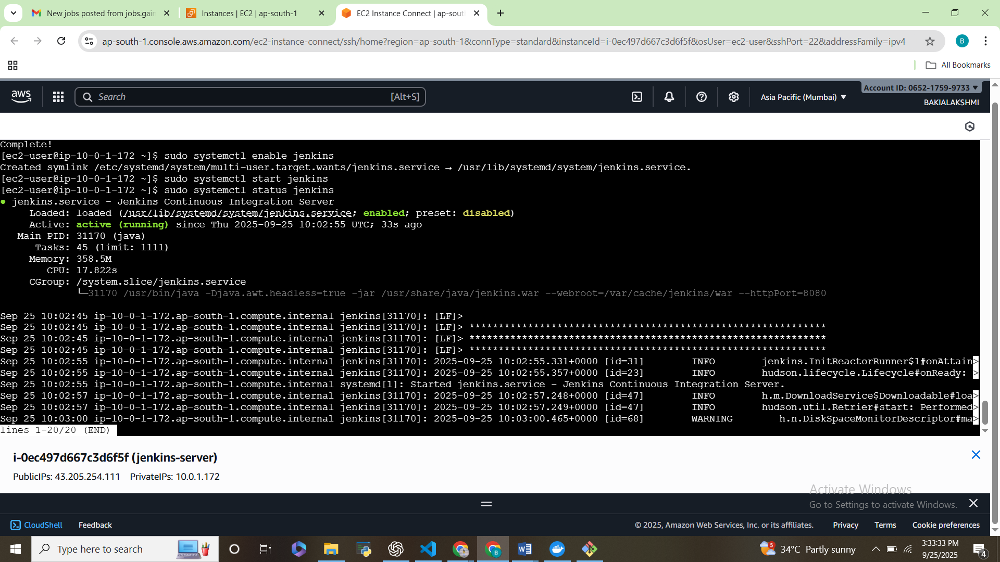 New jobs posted from jobs.gain
Instances | EC2 | ap-south-1
EC2 Instance Connect | ap-sout
ap-south-1.console.aws.amazon.com/ec2-instance-connect/ssh/home?region=ap-south-1&connType=standard&instanceId=i-0ec497d667c3d6f5f&osUser=ec2-user&sshPort=22&addressFamily=ipv4
B
All Bookmarks
aws
Search
[Alt+S]
Asia Pacific (Mumbai)
Account ID: 0652-1759-9733
BAKIALAKSHMI
Complete!
[ec2-user@ip-10-0-1-172 ~]$ sudo systemctl enable jenkins
Created symlink /etc/systemd/system/multi-user.target.wants/jenkins.service → /usr/lib/systemd/system/jenkins.service.
[ec2-user@ip-10-0-1-172 ~]$ sudo systemctl start jenkins
[ec2-user@ip-10-0-1-172 ~]$ sudo systemctl status jenkins
● jenkins.service - Jenkins Continuous Integration Server
Loaded: loaded (/usr/lib/systemd/system/jenkins.service; enabled; preset: disabled)
Active: active (running) since Thu 2025-09-25 10:02:55 UTC; 33s ago
Main PID: 31170 (java)
Tasks: 45 (limit: 1111)
Memory: 358.5M
CPU: 17.822s
CGroup: /system.slice/jenkins.service
└─31170 /usr/bin/java -Djava.awt.headless=true -jar /usr/share/java/jenkins.war --webroot=/var/cache/jenkins/war --httpPort=8080
Sep 25 10:02:45 ip-10-0-1-172.ap-south-1.compute.internal jenkins[31170]: [LF]>
Sep 25 10:02:45 ip-10-0-1-172.ap-south-1.compute.internal jenkins[31170]: [LF]> *************************************************************
Sep 25 10:02:45 ip-10-0-1-172.ap-south-1.compute.internal jenkins[31170]: [LF]> *************************************************************
Sep 25 10:02:45 ip-10-0-1-172.ap-south-1.compute.internal jenkins[31170]: [LF]> *************************************************************
Sep 25 10:02:55 ip-10-0-1-172.ap-south-1.compute.internal jenkins[31170]: 2025-09-25 10:02:55.331+0000 [id=31] INFO jenkins.InitReactorRunner$1#onAttain>
Sep 25 10:02:55 ip-10-0-1-172.ap-south-1.compute.internal jenkins[31170]: 2025-09-25 10:02:55.357+0000 [id=23] INFO hudson.lifecycle.Lifecycle#onReady: >
Sep 25 10:02:55 ip-10-0-1-172.ap-south-1.compute.internal systemd[1]: Started jenkins.service - Jenkins Continuous Integration Server.
Sep 25 10:02:57 ip-10-0-1-172.ap-south-1.compute.internal jenkins[31170]: 2025-09-25 10:02:57.248+0000 [id=47] INFO h.m.DownloadService$Downloadable#loa>
Sep 25 10:02:57 ip-10-0-1-172.ap-south-1.compute.internal jenkins[31170]: 2025-09-25 10:02:57.249+0000 [id=47] INFO hudson.util.Retrier#start: Performed>
Sep 25 10:03:00 ip-10-0-1-172.ap-south-1.compute.internal jenkins[31170]: 2025-09-25 10:03:00.465+0000 [id=68] WARNING h.n.DiskSpaceMonitorDescriptor#ma>
lines 1-20/20 (END)
i-0ec497d667c3d6f5f (jenkins-server)
PublicIPs: 43.205.254.111 PrivateIPs: 10.0.1.172
Activate Windows
Go to Settings to activate Windows.
CloudShell
Feedback
© 2025, Amazon Web Services, Inc. or its affiliates.
Privacy
Terms
Cookie preferences
Type here to search
5
34°C Partly sunny
3:33:33 PM
9/25/2025
4